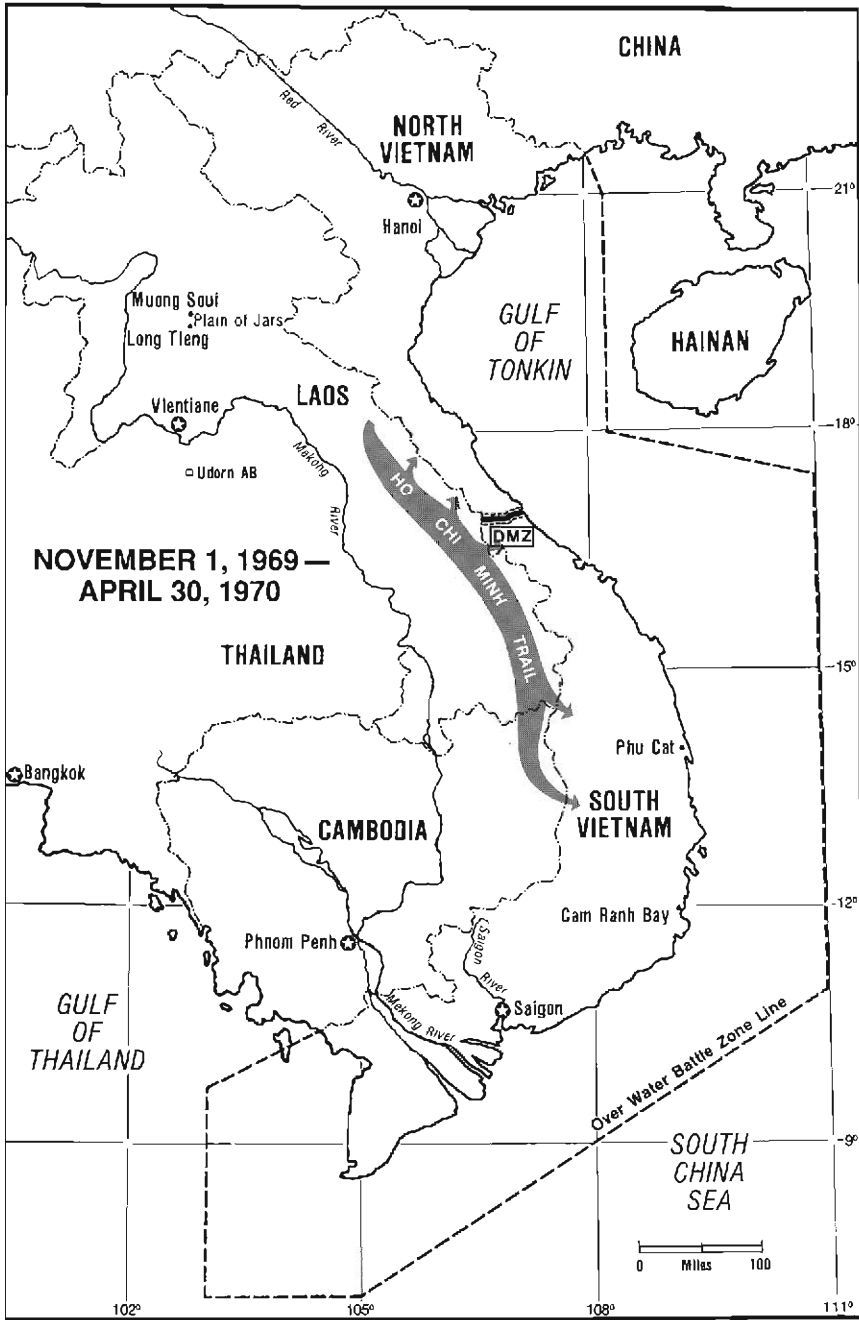 CHINA
Red River
NORTH
VIETNAM
21°
Hanoi
Muong Soui
Plain of Jars
Long Tieng
GULF
OF
TONKIN
HAINAN
LAOS
Vientiane
18°
Mekong River
Udorn AB
HO CHI MINH TRAIL
DMZ
NOVEMBER 1, 1969 —
APRIL 30, 1970
THAILAND
15°
Phu Cat
Bangkok
SOUTH
VIETNAM
CAMBODIA
12°
Cam Ranh Bay
Phnom Penh
Saigon River
GULF
OF
THAILAND
Mekong River
Saigon
Over Water Battle Zone Line
9°
SOUTH
CHINA
SEA
0 Miles 100
102° 105° 108° 111°